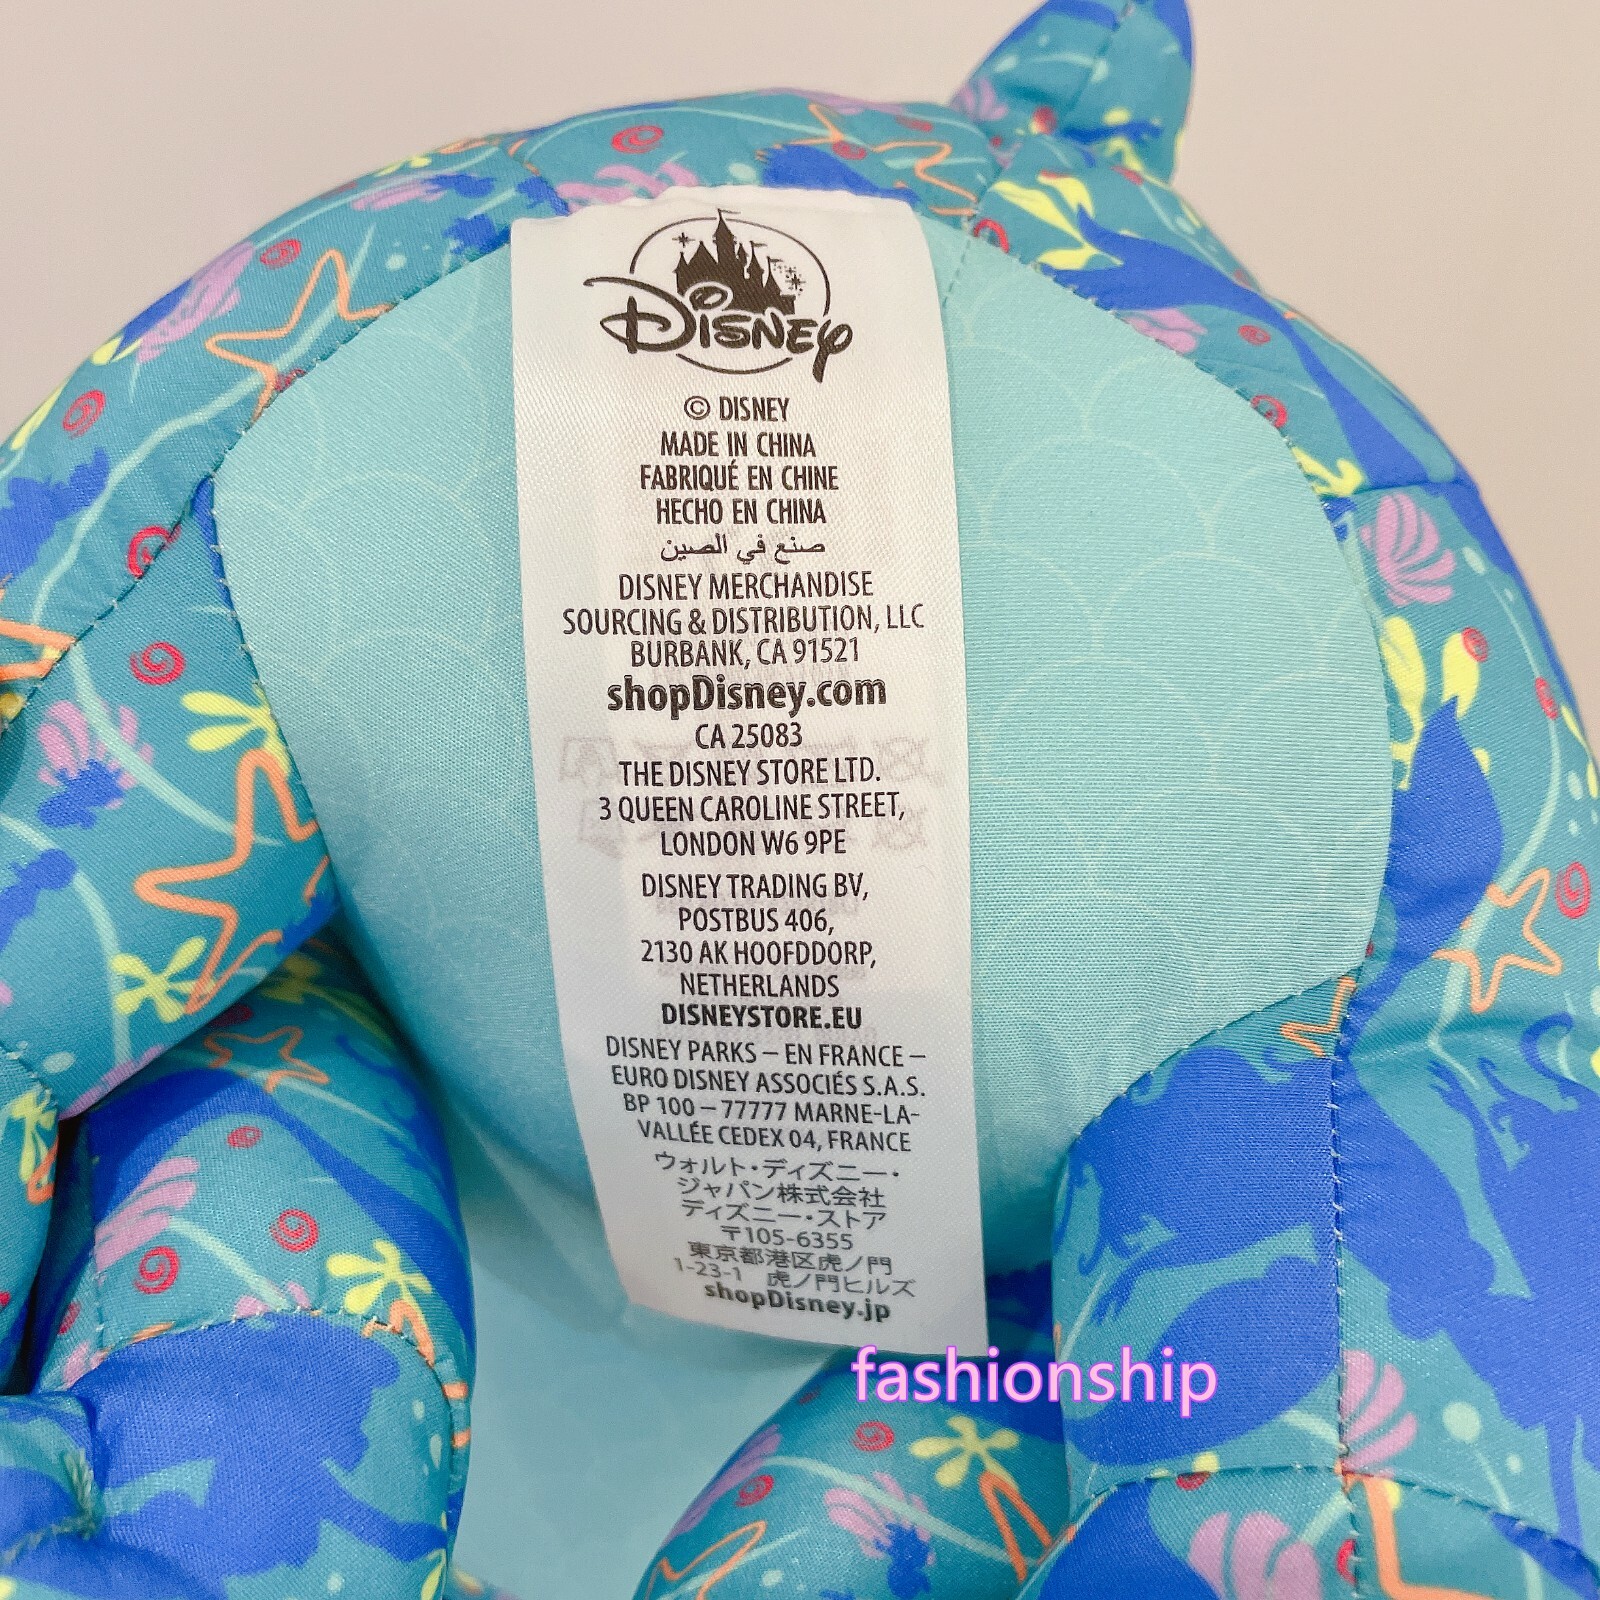 Disney
© DISNEY
MADE IN CHINA
FABRIQUÉ EN CHINE
HECHO EN CHINA
صنع في الصين
DISNEY MERCHANDISE
SOURCING & DISTRIBUTION, LLC
BURBANK, CA 91521
shopDisney.com
CA 25083
THE DISNEY STORE LTD.
3 QUEEN CAROLINE STREET,
LONDON W6 9PE
DISNEY TRADING BV,
POSTBUS 406,
2130 AK HOOFDDORP,
NETHERLANDS
DISNEYSTORE.EU
DISNEY PARKS – EN FRANCE –
EURO DISNEY ASSOCIÉS S.A.S.
BP 100 – 77777 MARNE-LA-
VALLÉE CEDEX 04, FRANCE
ウォルト・ディズニー・
ジャパン株式会社
ディズニー・ストア
〒105-6355
東京都港区虎ノ門
1-23-1 虎ノ門ヒルズ
shopDisney.jp
fashionship